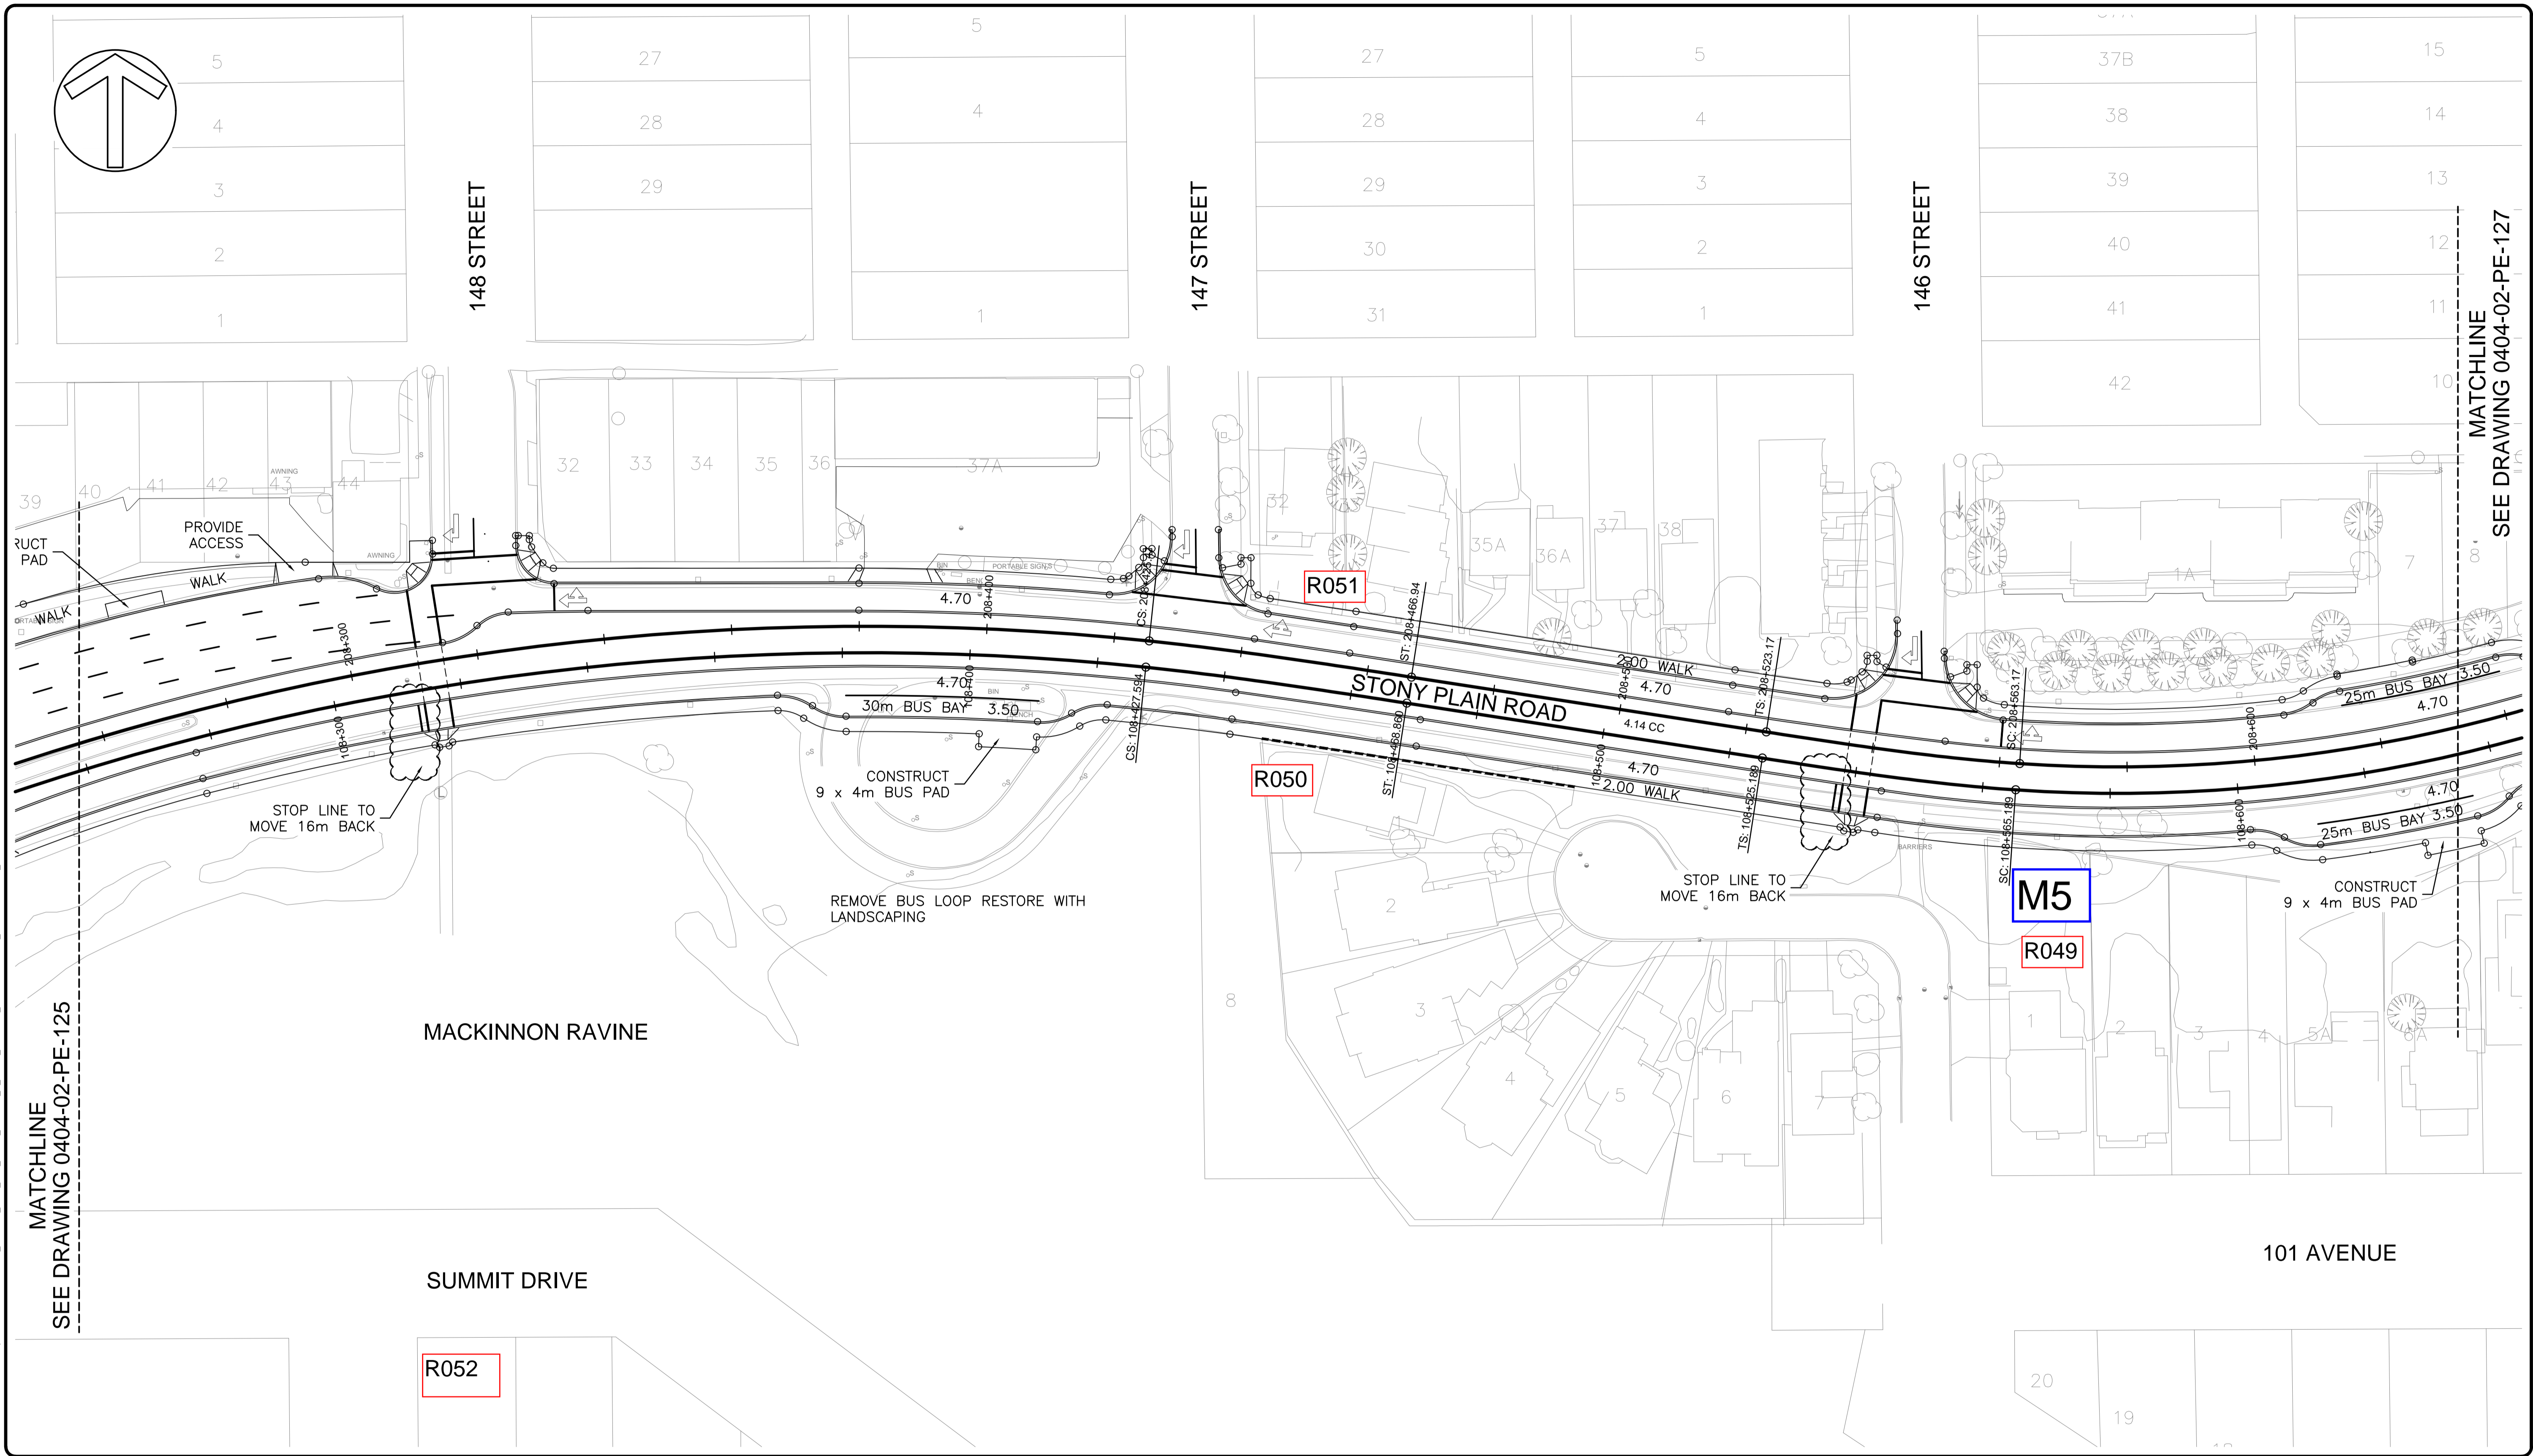 5
4
3
2
1
27
28
29
5
4
1
27
28
29
30
31
5
4
3
2
1
37B
38
39
40
41
42
15
14
13
12
11
10
148 STREET
147 STREET
146 STREET
MATCHLINE
SEE DRAWING 0404-02-PE-127
39
40
41
42
43
44
AWNING
AWNING
32
33
34
35
36
37A
32
35A
36A
37
38
1A
7
8
PROVIDE
ACCESS
RUCT
PAD
WALK
WALK
BIN
PORTABLE SIGNS
4.70
208+300
208+400
R051
ST: 208+466.94
2.00 WALK
4.70
TS: 208+523.17
SC: 208+563.17
208+600
25m BUS BAY 3.50
4.70
STONY PLAIN ROAD
4.14 CC
108+300
4.70
108+400
30m BUS BAY 3.50
BIN
CS: 108+427.594
ST: 108+468.860
108+500
4.70
2.00 WALK
TS: 108+525.189
SC: 108+565.189
108+600
4.70
25m BUS BAY 3.50
R050
CONSTRUCT
9 x 4m BUS PAD
STOP LINE TO
MOVE 16m BACK
REMOVE BUS LOOP RESTORE WITH
LANDSCAPING
STOP LINE TO
MOVE 16m BACK
BARRIERS
M5
R049
CONSTRUCT
9 x 4m BUS PAD
MACKINNON RAVINE
8
2
3
4
5
6
7
1
2
3
4
5A
6A
MATCHLINE
SEE DRAWING 0404-02-PE-125
SUMMIT DRIVE
101 AVENUE
R052
20
19